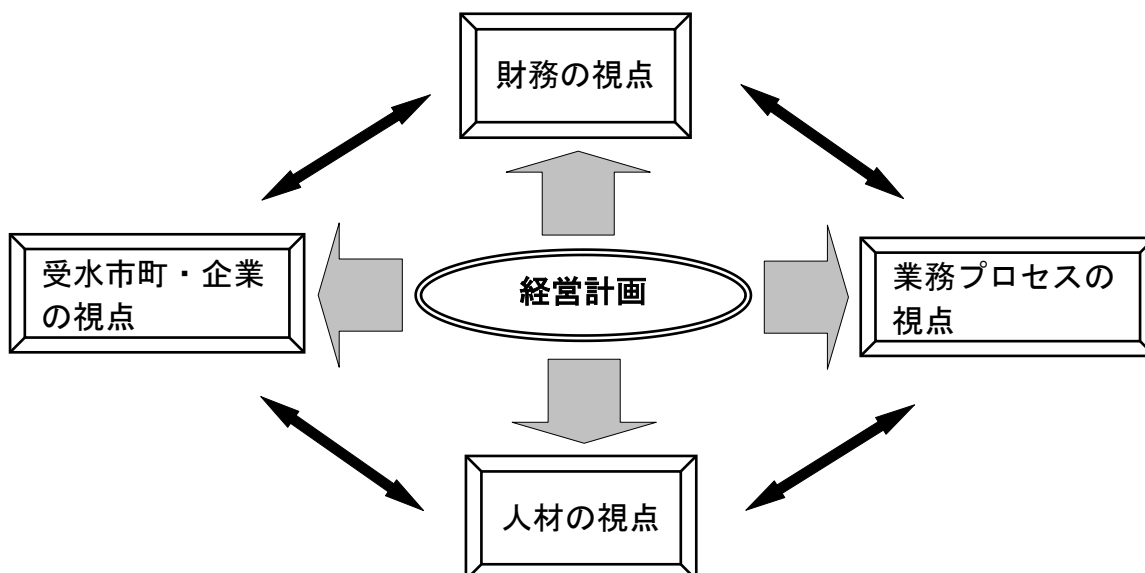 財務の視点
受水市町・企業
の視点
経営計画
業務プロセスの
視点
人材の視点